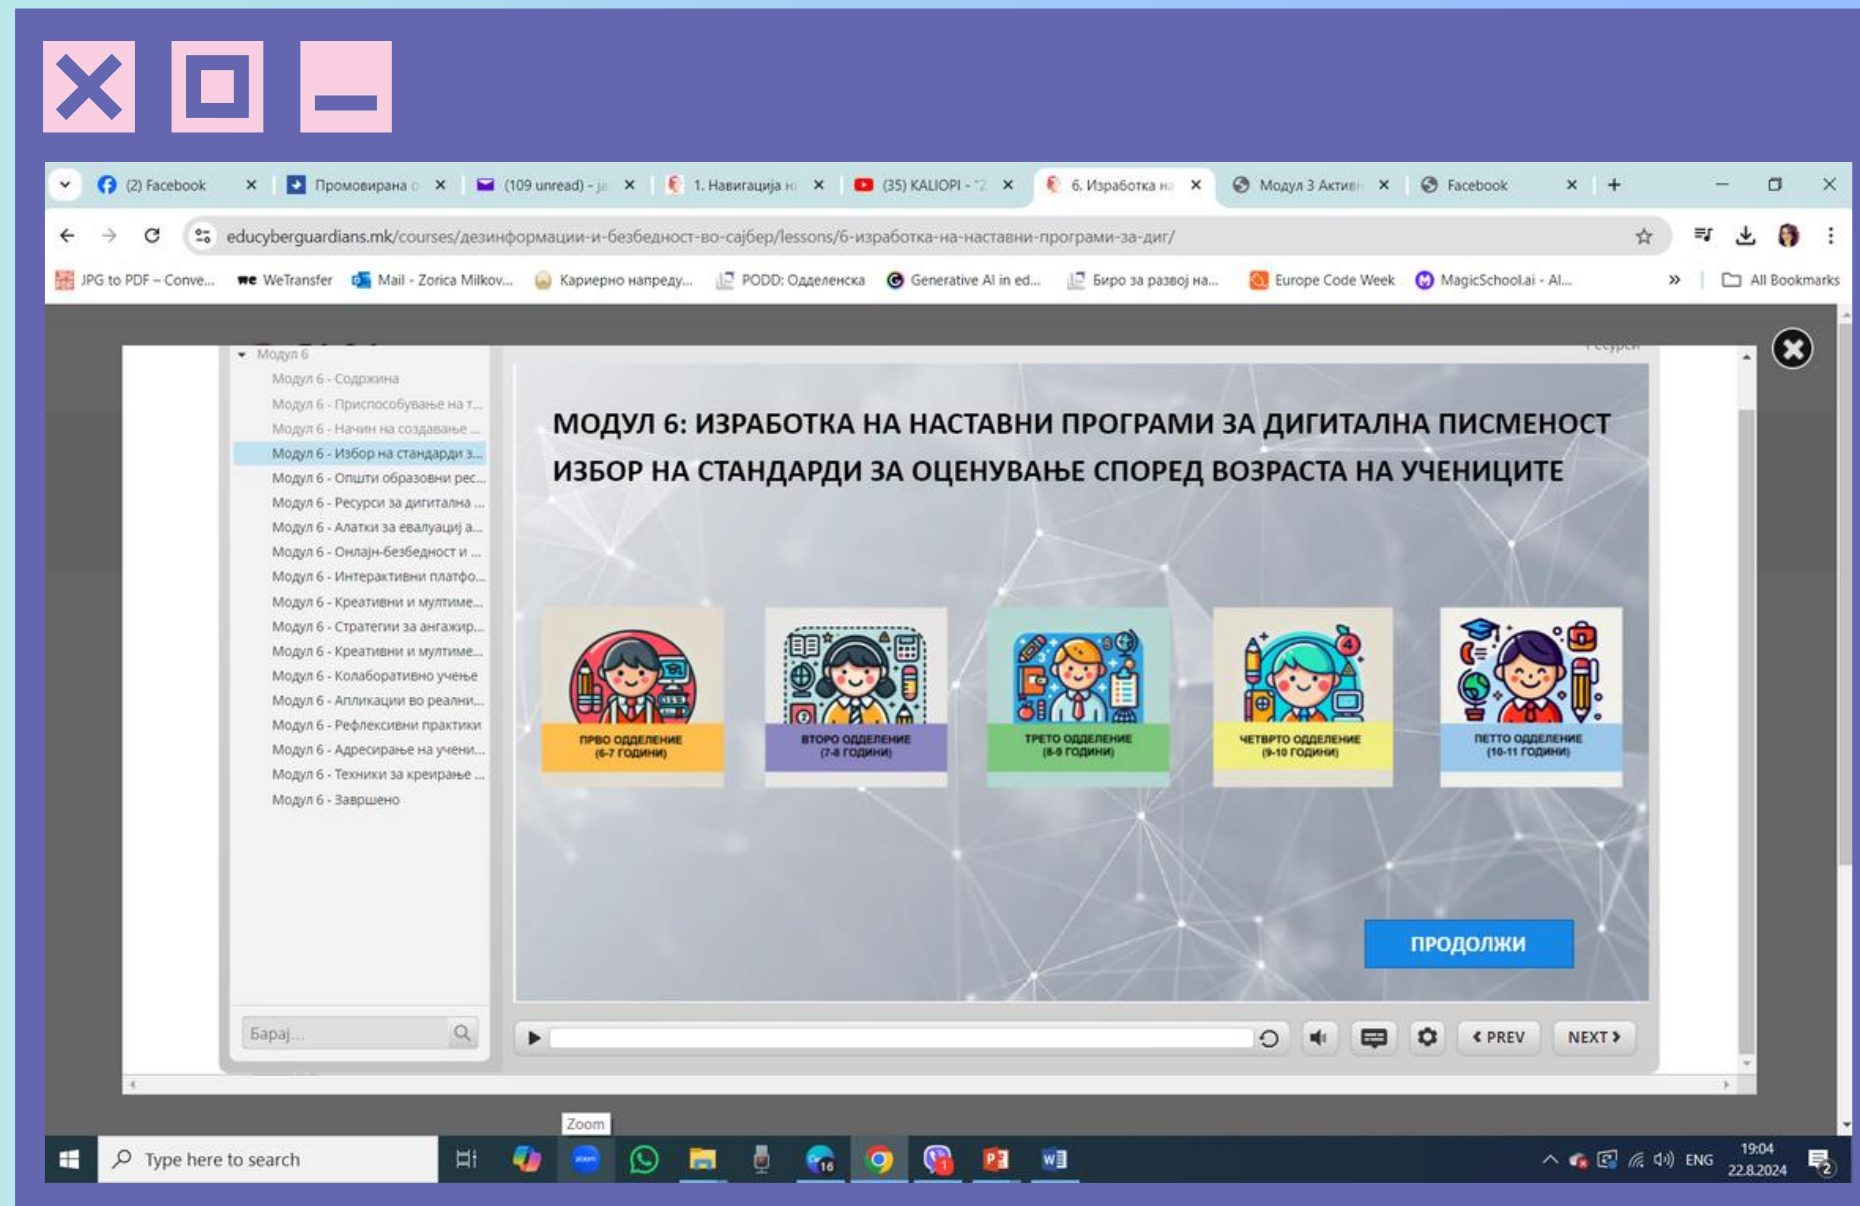 (2) Facebook
Промовирана
(109 unread) -
1. Навигација
(35) KALIOPI - "2
6. Изработка на
Модул 3 Актив
Facebook
educyberguardians.mk/courses/дезинформации-и-безбедност-во-сајбер/lessons/6-изработка-на-наставни-програми-за-диг/
JPG to PDF – Conve...
we WeTransfer
Mail - Zorica Milkov...
Кариерно напреду...
PODD: Одделенска
Generative AI in ed...
Биро за развој на...
Europe Code Week
MagicSchool.ai - AI...
All Bookmarks
Модул 6
Модул 6 - Содржина
Модул 6 - Приспособување на т...
Модул 6 - Начин на создавање ...
Модул 6 - Избор на стандарди з...
Модул 6 - Општи образовни рес...
Модул 6 - Ресурси за дигитална ...
Модул 6 - Алатки за евалуациј а...
Модул 6 - Онлајн-безбедност и ...
Модул 6 - Интерактивни платфо...
Модул 6 - Креативни и мултиме...
Модул 6 - Стратегии за ангажир...
Модул 6 - Креативни и мултиме...
Модул 6 - Колаборативно учење
Модул 6 - Апликации во реални...
Модул 6 - Рефлексивни практики
Модул 6 - Адресирање на учени...
Модул 6 - Техники за креирање ...
Модул 6 - Завршено
Барај...
МОДУЛ 6: ИЗРАБОТКА НА НАСТАВНИ ПРОГРАМИ ЗА ДИГИТАЛНА ПИСМЕНОСТ
ИЗБОР НА СТАНДАРДИ ЗА ОЦЕНУВАЊЕ СПОРЕД ВОЗРАСТА НА УЧЕНИЦИТЕ
ПРВО ОДДЕЛЕНИЕ
(6-7 ГОДИНИ)
ВТОРО ОДДЕЛЕНИЕ
(7-8 ГОДИНИ)
ТРЕТО ОДДЕЛЕНИЕ
(8-9 ГОДИНИ)
ЧЕТВРТО ОДДЕЛЕНИЕ
(9-10 ГОДИНИ)
ПЕТТО ОДДЕЛЕНИЕ
(10-11 ГОДИНИ)
ПРОДОЛЖИ
PREV
NEXT
Zoom
Type here to search
zoom
16
1
ENG
19:04
22.8.2024
2